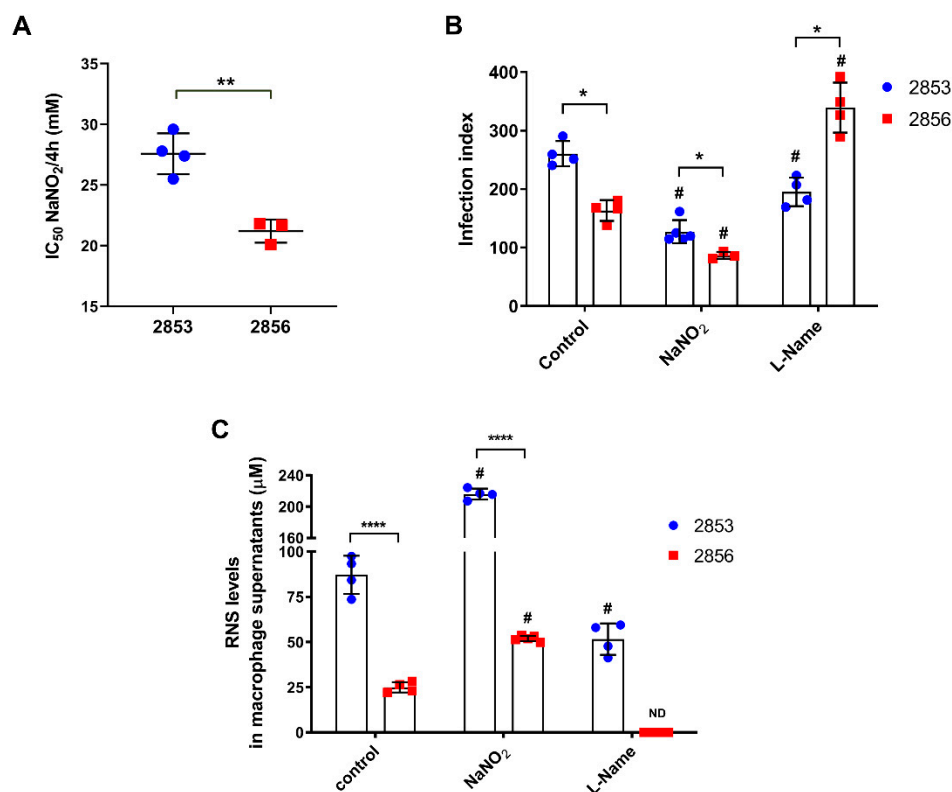 A
IC50 NaNO2/4h (mM)
35
30
25
20
15
**
2853
2856
B
Infection index
400
300
200
100
0
*
*
*
#
#
#
#
Control
NaNO2
L-Name
2853
2856
C
RNS levels
in macrophage supernatants (μM)
240
200
160
100
75
50
25
0
****
****
#
#
#
ND
control
NaNO2
L-Name
2853
2856